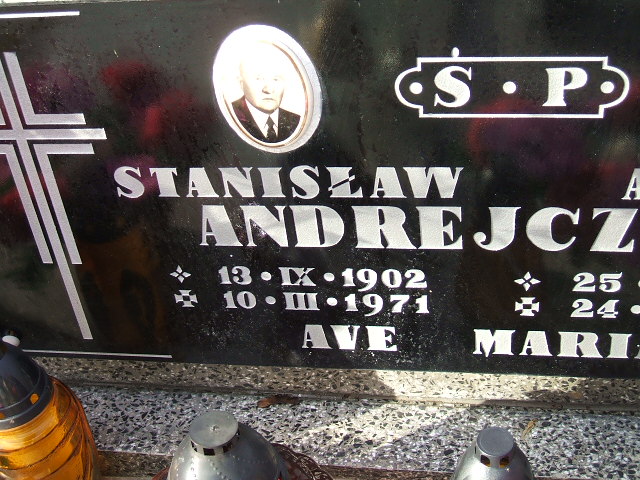 Ś • P
STANISŁAW A
ANDREJCZ
13 • IX • 1902 25 •
10 • III • 1971 24 •
AVE MARI